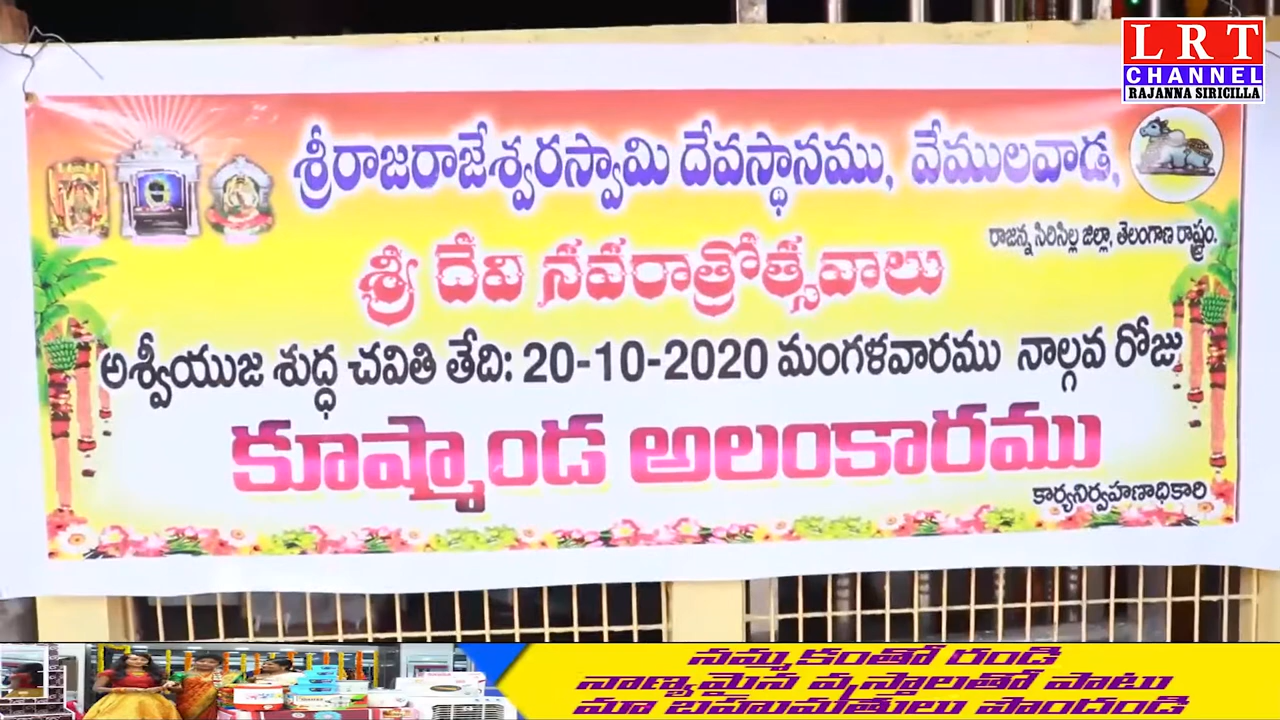 LRT
CHANNEL
RAJANNA SIRICILLA
శ్రీరాజరాజేశ్వరస్వామి దేవస్థానము, వేములవాడ,
రాజన్న సిరిసిల్ల జిల్లా, తెలంగాణ రాష్ట్రం.
శ్రీ దేవి నవరాత్రోత్సవాలు
అశ్వీయుజ శుద్ధ చవితి తేది: 20-10-2020 మంగళవారము నాల్గవ రోజు
కూష్మాండ అలంకారము
కార్యనిర్వహణాధికారి
నమ్మకంతో రండి
నాణ్యమైన వస్తాలతో పాటు
మా బహుమతులు పొందండి